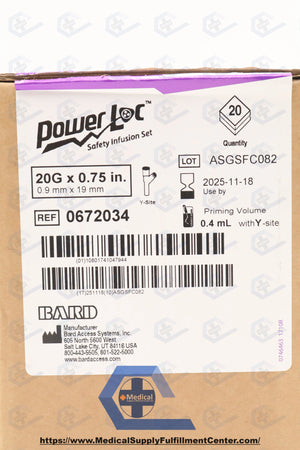 PowerLoc™
Safety Infusion Set
20
Quantity
LOT ASGSFC082
20G x 0.75 in.
0.9 mm x 19 mm
Y-Site
2025-11-18
Use by
REF 0672034
Priming Volume
0.4 mL with Y-site
(01)10801741047944
(17)251118(10)ASGSFC082
BARD
Manufacturer:
Bard Access Systems, Inc.
605 North 5600 West
Salt Lake City, UT 84116 USA
800-443-5505, 801-522-5000
www.bardaccess.com
Medical
https://www.MedicalSupplyFulfillmentCenter.com/